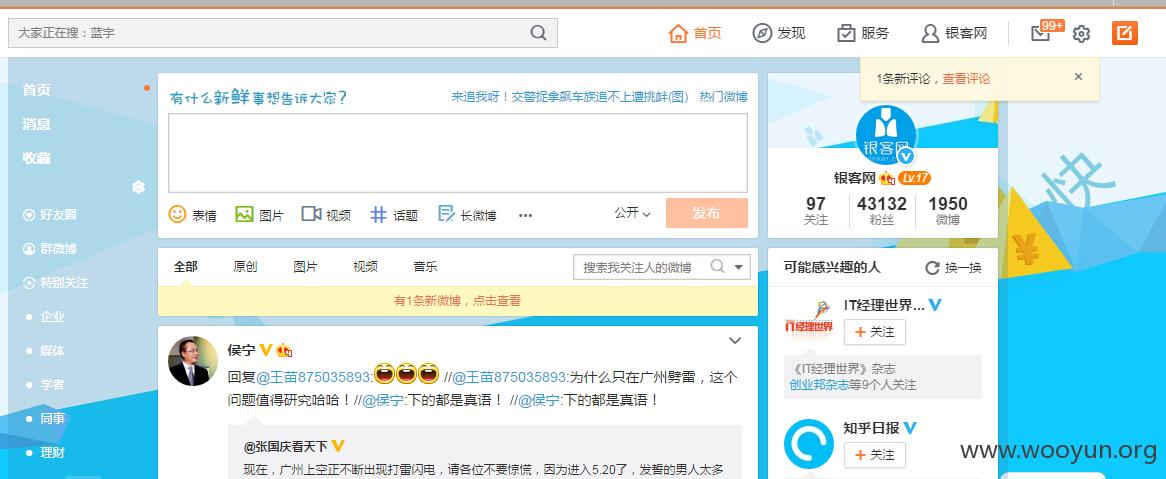 大家正在搜：蓝宇
首页
发现
服务
银客网
99+
1条新评论，查看评论
首页
消息
收藏
好友圈
群微博
特别关注
企业
媒体
学者
同事
理财
有什么新鲜事想告诉大家？
来追我呀！交警捉拿飙车族追不上遭挑衅(图) 热门微博
表情
图片
视频
话题
长微博
公开
发布
全部
原创
图片
视频
音乐
搜索我关注人的微博
有1条新微博，点击查看
侯宁
回复@王苗875035893: //@王苗875035893:为什么只在广州劈雷，这个
问题值得研究哈哈！//@侯宁:下的都是真语！ //@侯宁:下的都是真语！
@张国庆看天下
现在，广州上空正不断出现打雷闪电，请各位不要惊慌，因为进入5.20了，发誓的男人太多
银客网
银客网 Lv.17
97
关注
43132
粉丝
1950
微博
快
¥
可能感兴趣的人
换一换
IT经理世界
IT经理世界...
+ 关注
《IT经理世界》杂志
创业邦杂志等9个人关注
知乎日报
+ 关注
www.wooyun.org